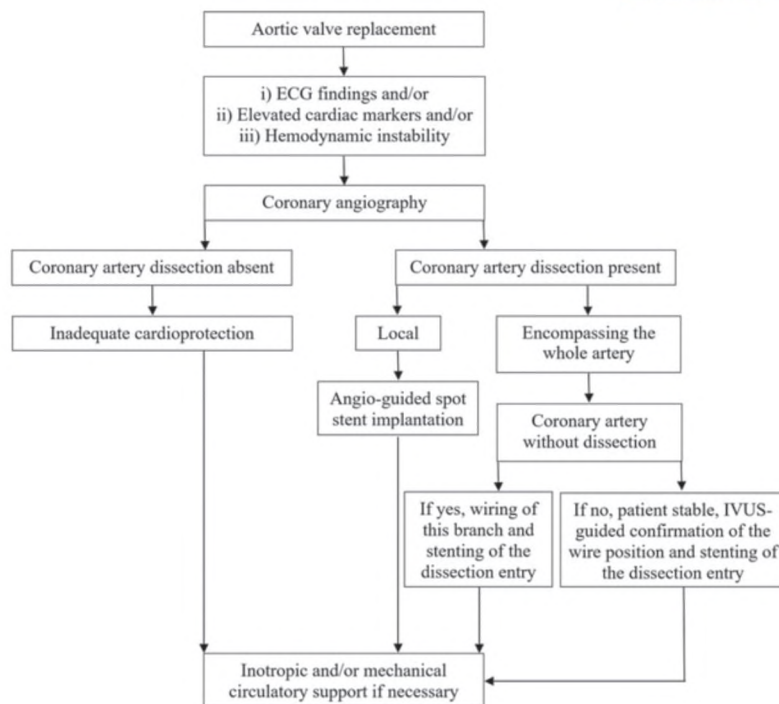 Aortic valve replacement
i) ECG findings and/or
ii) Elevated cardiac markers and/or
iii) Hemodynamic instability
Coronary angiography
Coronary artery dissection absent
Coronary artery dissection present
Inadequate cardioprotection
Local
Encompassing the
whole artery
Angio-guided spot
stent implantation
Coronary artery
without dissection
If yes, wiring of
this branch and
stenting of the
dissection entry
If no, patient stable, IVUS-
guided confirmation of the
wire position and stenting of
the dissection entry
Inotropic and/or mechanical
circulatory support if necessary